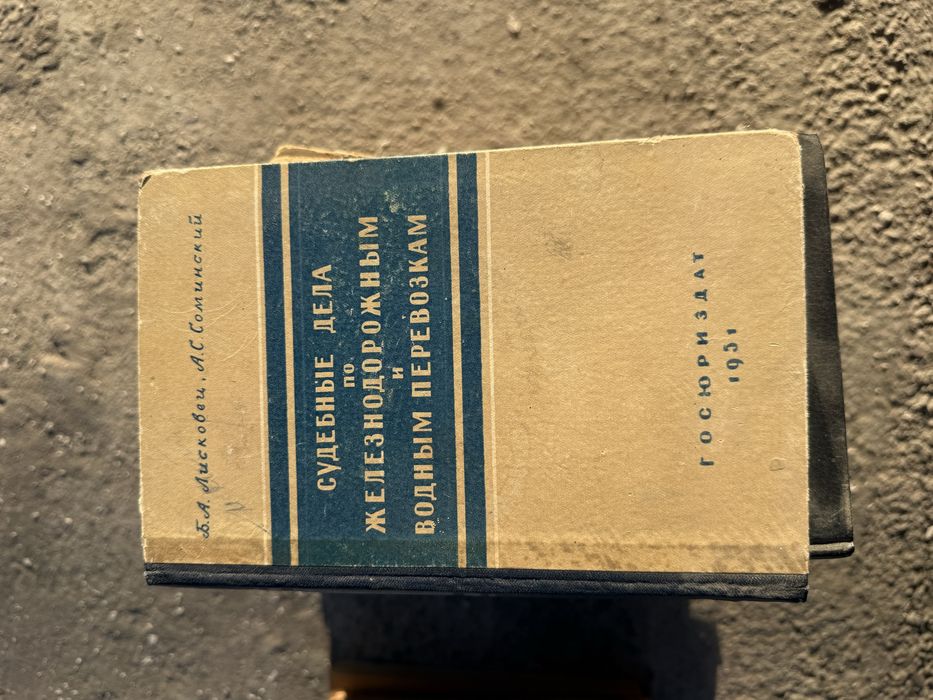 Б. А. Лисковец, А. С. Соминский
СУДЕБНЫЕ ДЕЛА
ПО
ЖЕЛЕЗНОДОРОЖНЫМ
И
ВОДНЫМ ПЕРЕВОЗКАМ
ГОСЮРИЗДАТ
1951